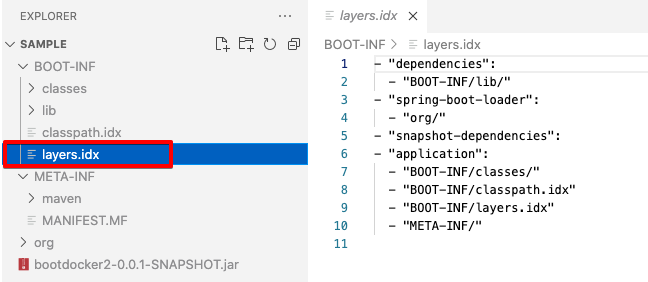 EXPLORER
SAMPLE
BOOT-INF
classes
lib
classpath.idx
layers.idx
META-INF
maven
MANIFEST.MF
org
bootdocker2-0.0.1-SNAPSHOT.jar
layers.idx
BOOT-INF > layers.idx
1 - "dependencies":
2   - "BOOT-INF/lib/"
3 - "spring-boot-loader":
4   - "org/"
5 - "snapshot-dependencies":
6 - "application":
7   - "BOOT-INF/classes/"
8   - "BOOT-INF/classpath.idx"
9   - "BOOT-INF/layers.idx"
10   - "META-INF/"
11